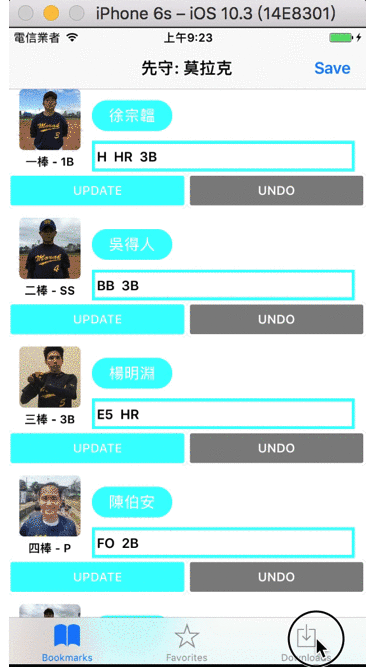 iPhone 6s – iOS 10.3 (14E8301)
電信業者 上午9:23
先守: 莫拉克 Save
徐宗韞
H HR 3B
一棒 - 1B
UPDATE UNDO
吳得人
BB 3B
二棒 - SS
UPDATE UNDO
楊明淵
E5 HR
三棒 - 3B
UPDATE UNDO
陳伯安
FO 2B
四棒 - P
UPDATE UNDO
Bookmarks Favorites Downloads